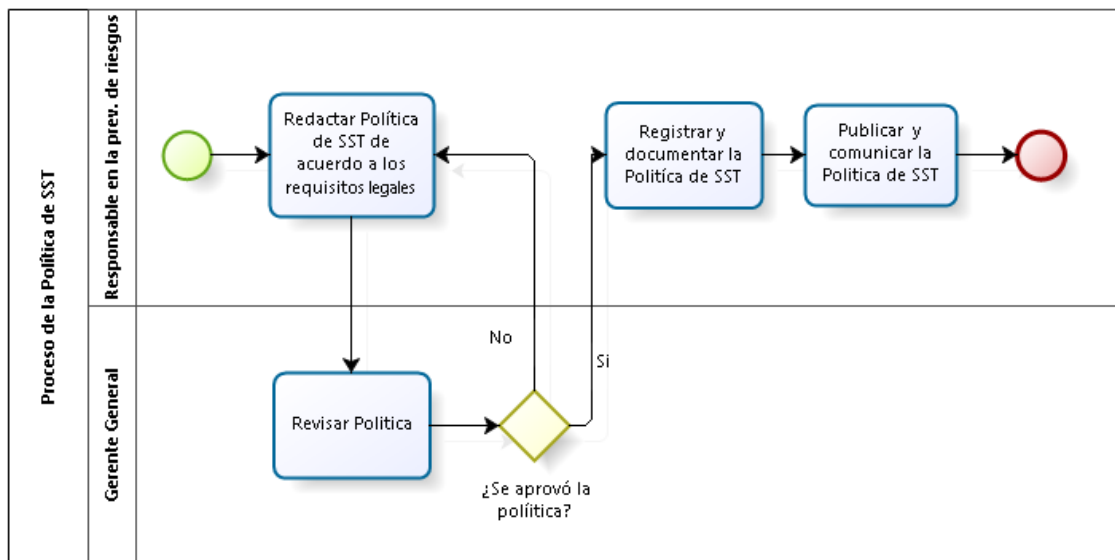 Proceso de la Política de SST
Responsable en la prev. de riesgos
Redactar Política
de SST de
acuerdo a los
requisitos legales
Registrar y
documentar la
Politíca de SST
Publicar y
comunicar la
Politica de SST
Gerente General
Revisar Politica
No
Si
¿Se aprovó la
políitica?